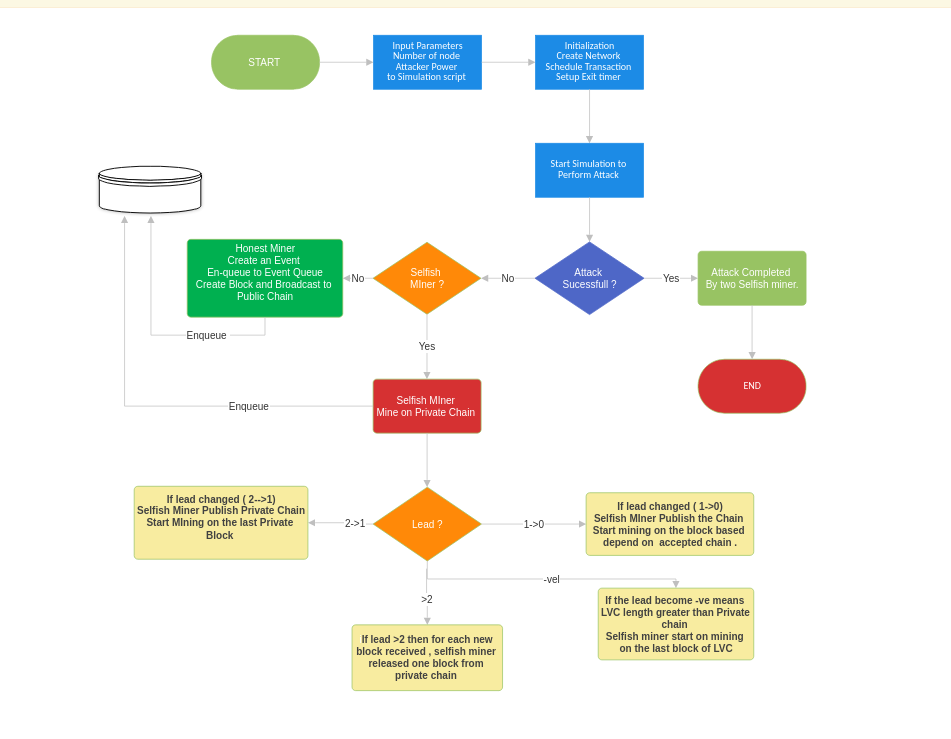 START
Input Parameters
Number of node
Attacker Power
to Simulation script
Initialization
Create Network
Schedule Transaction
Setup Exit timer
Start Simulation to
Perform Attack
Honest Miner
Create an Event
En-queue to Event Queue
Create Block and Broadcast to
Public Chain
No
Selfish
MIner ?
No
Attack
Sucessfull ?
Yes
Attack Completed
By two Selfish miner.
Enqueue
Yes
END
Enqueue
Selfish MIner
Mine on Private Chain
If lead changed ( 2-->1)
Selfish Miner Publish Private Chain
Start MIning on the last Private
Block
2->1
Lead ?
1->0
If lead changed ( 1->0)
Selfish MIner Publish the Chain
Start mining on the block based
depend on  accepted chain .
-vel
>2
If the lead become -ve means
LVC length greater than Private
chain
Selfish miner start on mining
on the last block of LVC
If lead >2 then for each new
block received , selfish miner
released one block from
private chain